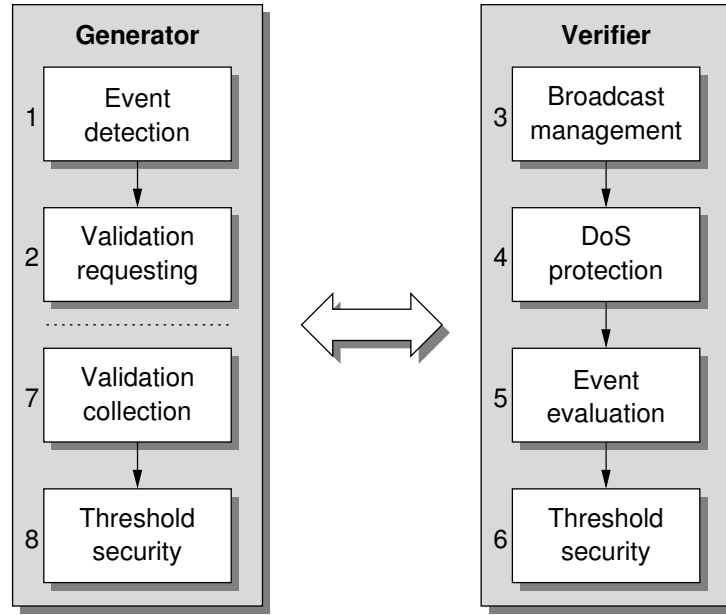 Generator
1
Event
detection
2
Validation
requesting
7
Validation
collection
8
Threshold
security
Verifier
3
Broadcast
management
4
DoS
protection
5
Event
evaluation
6
Threshold
security